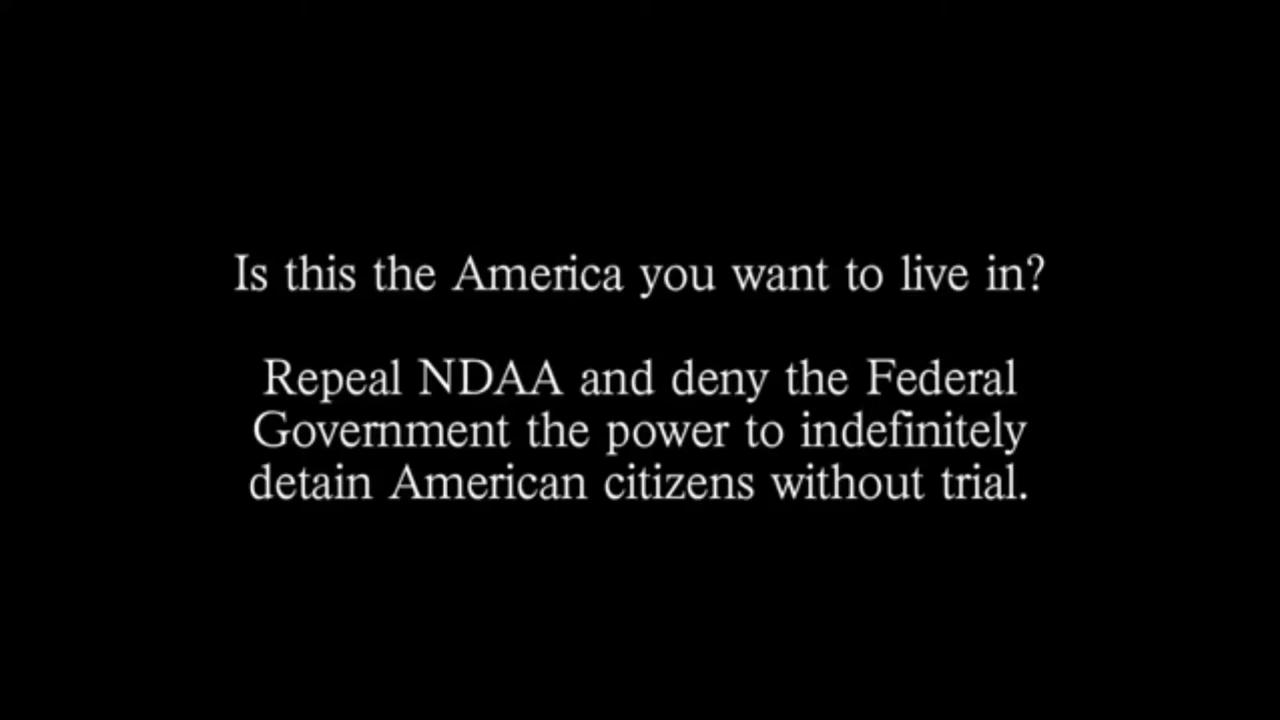 Is this the America you want to live in?
Repeal NDAA and deny the Federal
Government the power to indefinitely
detain American citizens without trial.